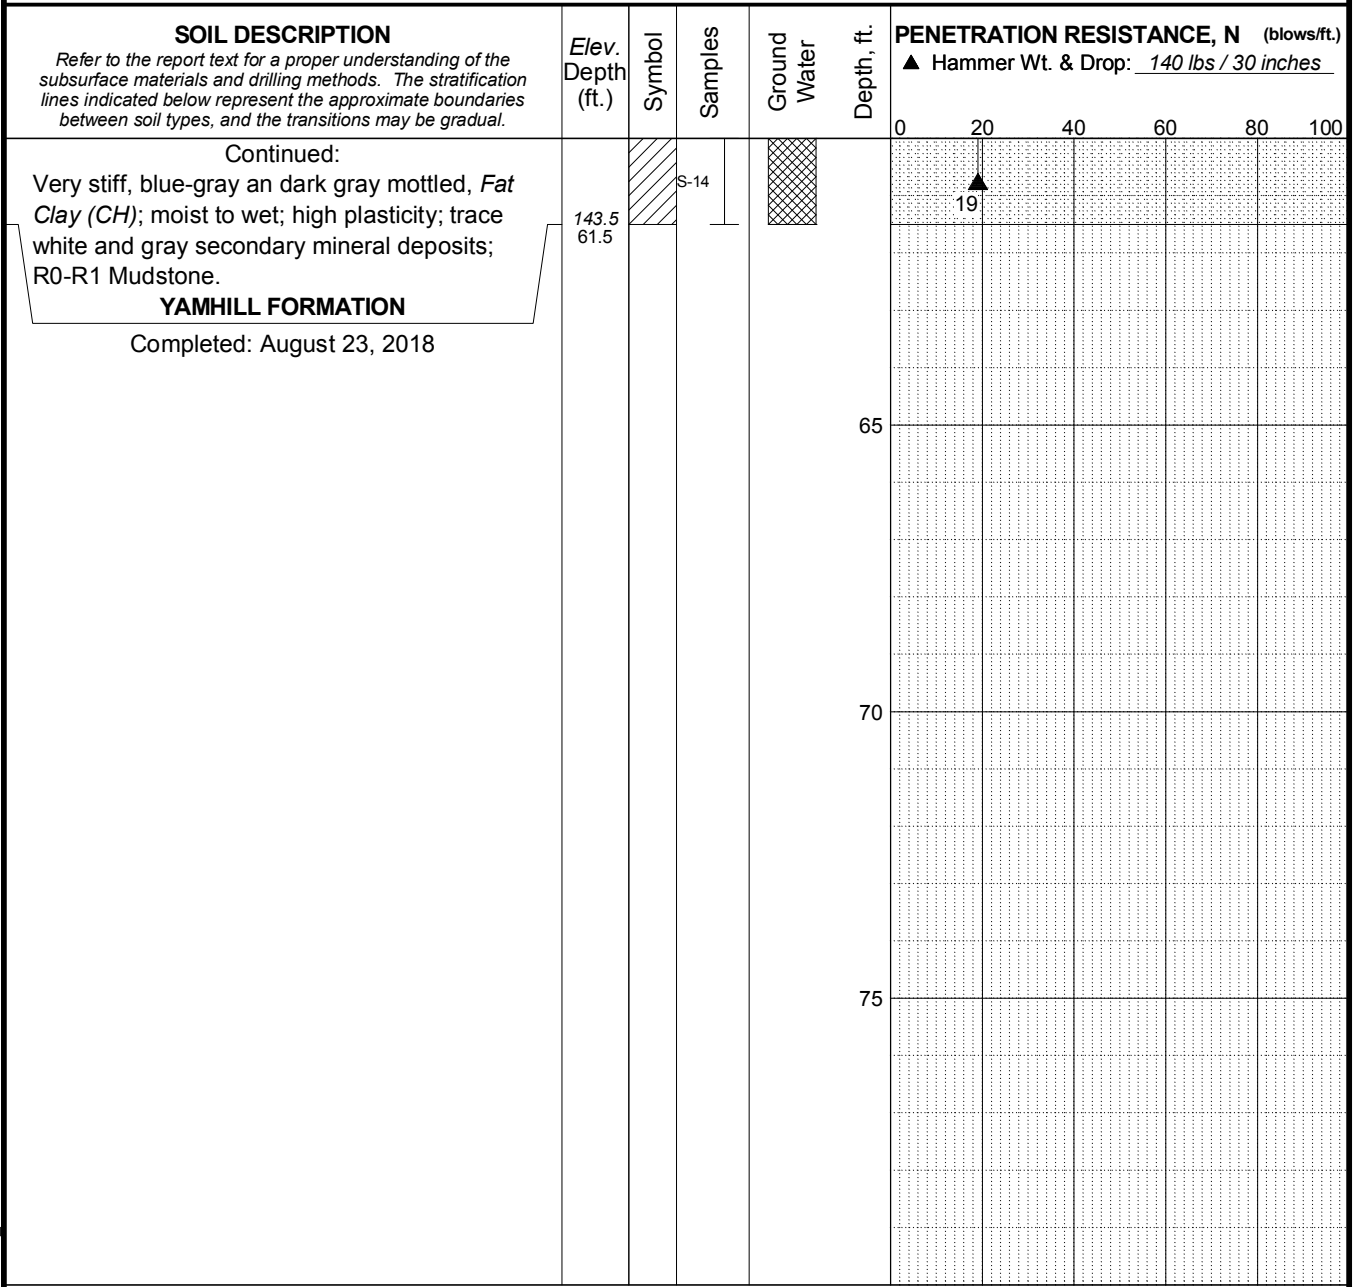 SOIL DESCRIPTION
Refer to the report text for a proper understanding of the
subsurface materials and drilling methods. The stratification
lines indicated below represent the approximate boundaries
between soil types, and the transitions may be gradual.
Elev.
Depth
(ft.)
Symbol
Samples
Ground
Water
Depth, ft.
PENETRATION RESISTANCE, N (blows/ft.)
▲ Hammer Wt. & Drop: 140 lbs / 30 inches
0 20 40 60 80 100
Continued:
Very stiff, blue-gray an dark gray mottled, Fat
Clay (CH); moist to wet; high plasticity; trace
white and gray secondary mineral deposits;
R0-R1 Mudstone.
YAMHILL FORMATION
Completed: August 23, 2018
143.5
61.5
S-14
19
65
70
75